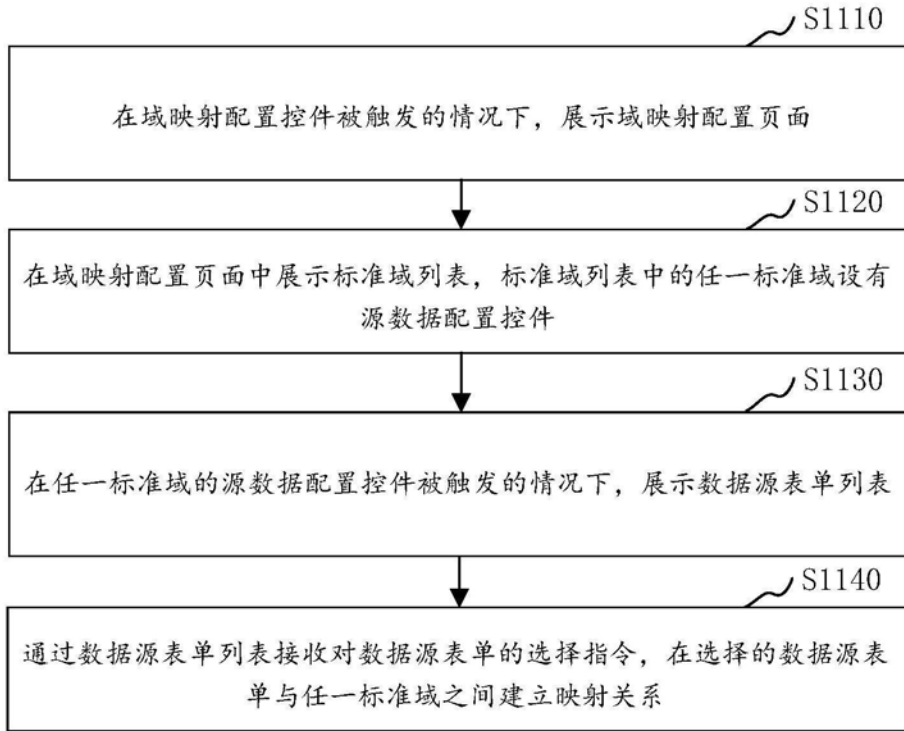 S1110
在域映射配置控件被触发的情况下，展示域映射配置页面
S1120
在域映射配置页面中展示标准域列表，标准域列表中的任一标准域设有
源数据配置控件
S1130
在任一标准域的源数据配置控件被触发的情况下，展示数据源表单列表
S1140
通过数据源表单列表接收对数据源表单的选择指令，在选择的数据源表
单与任一标准域之间建立映射关系